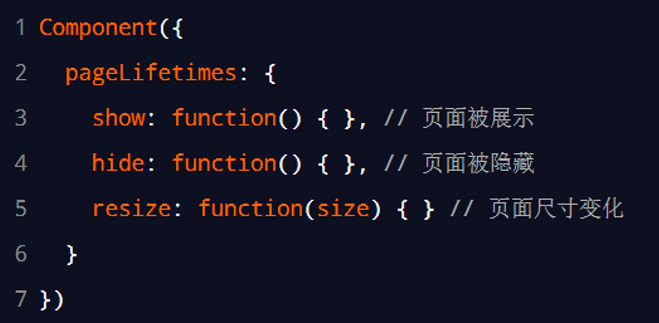 1 Component({
2   pageLifetimes: {
3     show: function() { }, // 页面被展示
4     hide: function() { }, // 页面被隐藏
5     resize: function(size) { } // 页面尺寸变化
6   }
7 })